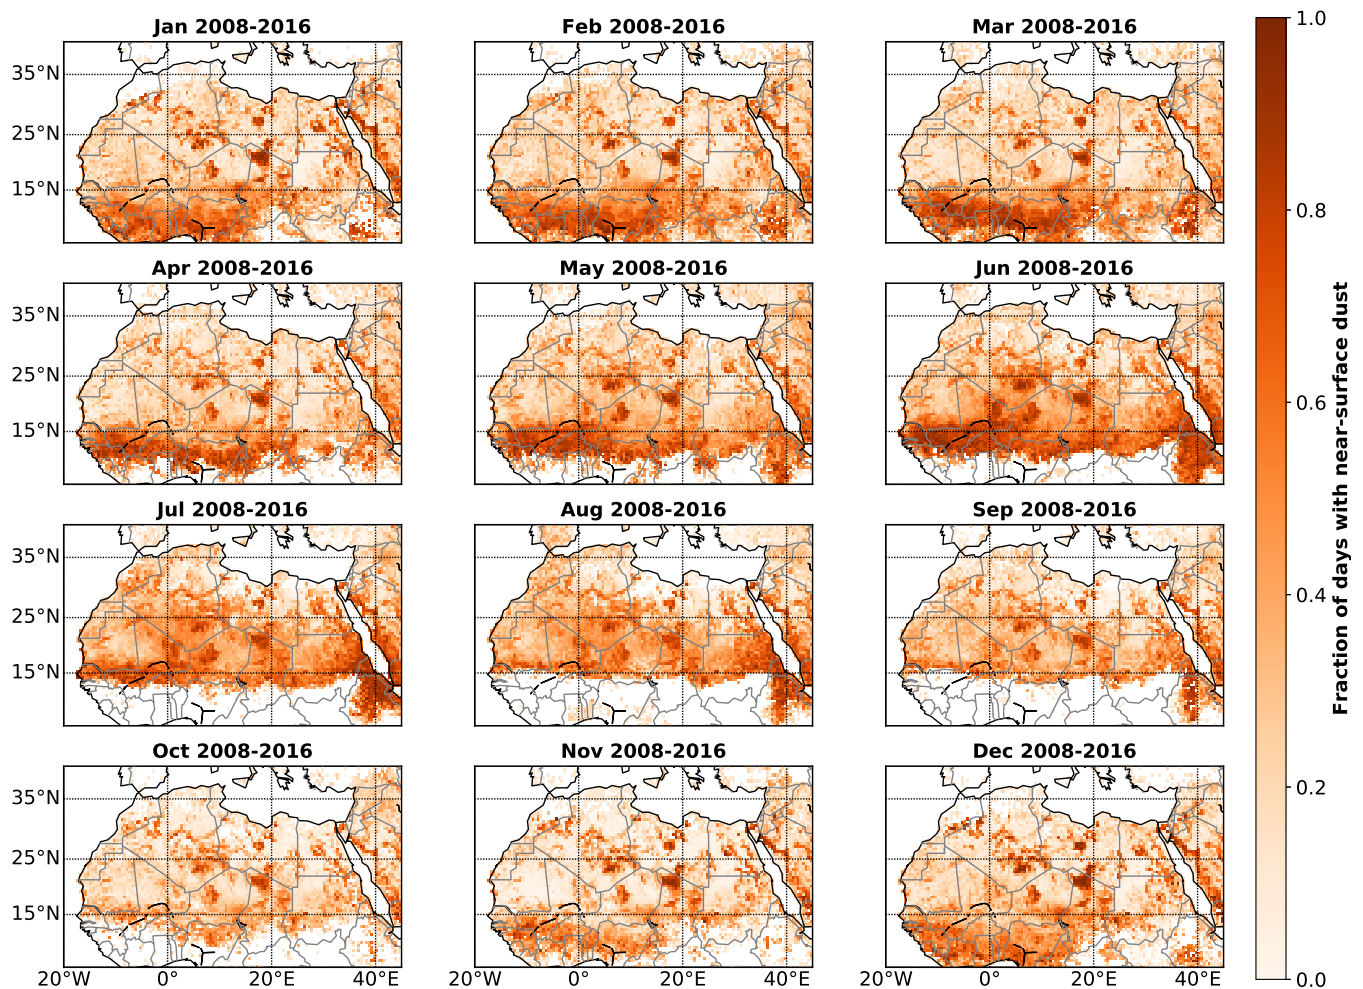 Jan 2008-2016 Feb 2008-2016 Mar 2008-2016 1.0
35°N
25°N
15°N
0.8
Apr 2008-2016 May 2008-2016 Jun 2008-2016
35°N
25°N
0.6
15°N
Fraction of days with near-surface dust
Jul 2008-2016 Aug 2008-2016 Sep 2008-2016
35°N
0.4
25°N
15°N
Oct 2008-2016 Nov 2008-2016 Dec 2008-2016
0.2
35°N
25°N
15°N
20°W 0° 20°E 40°E 20°W 0° 20°E 40°E 20°W 0° 20°E 40°E 0.0